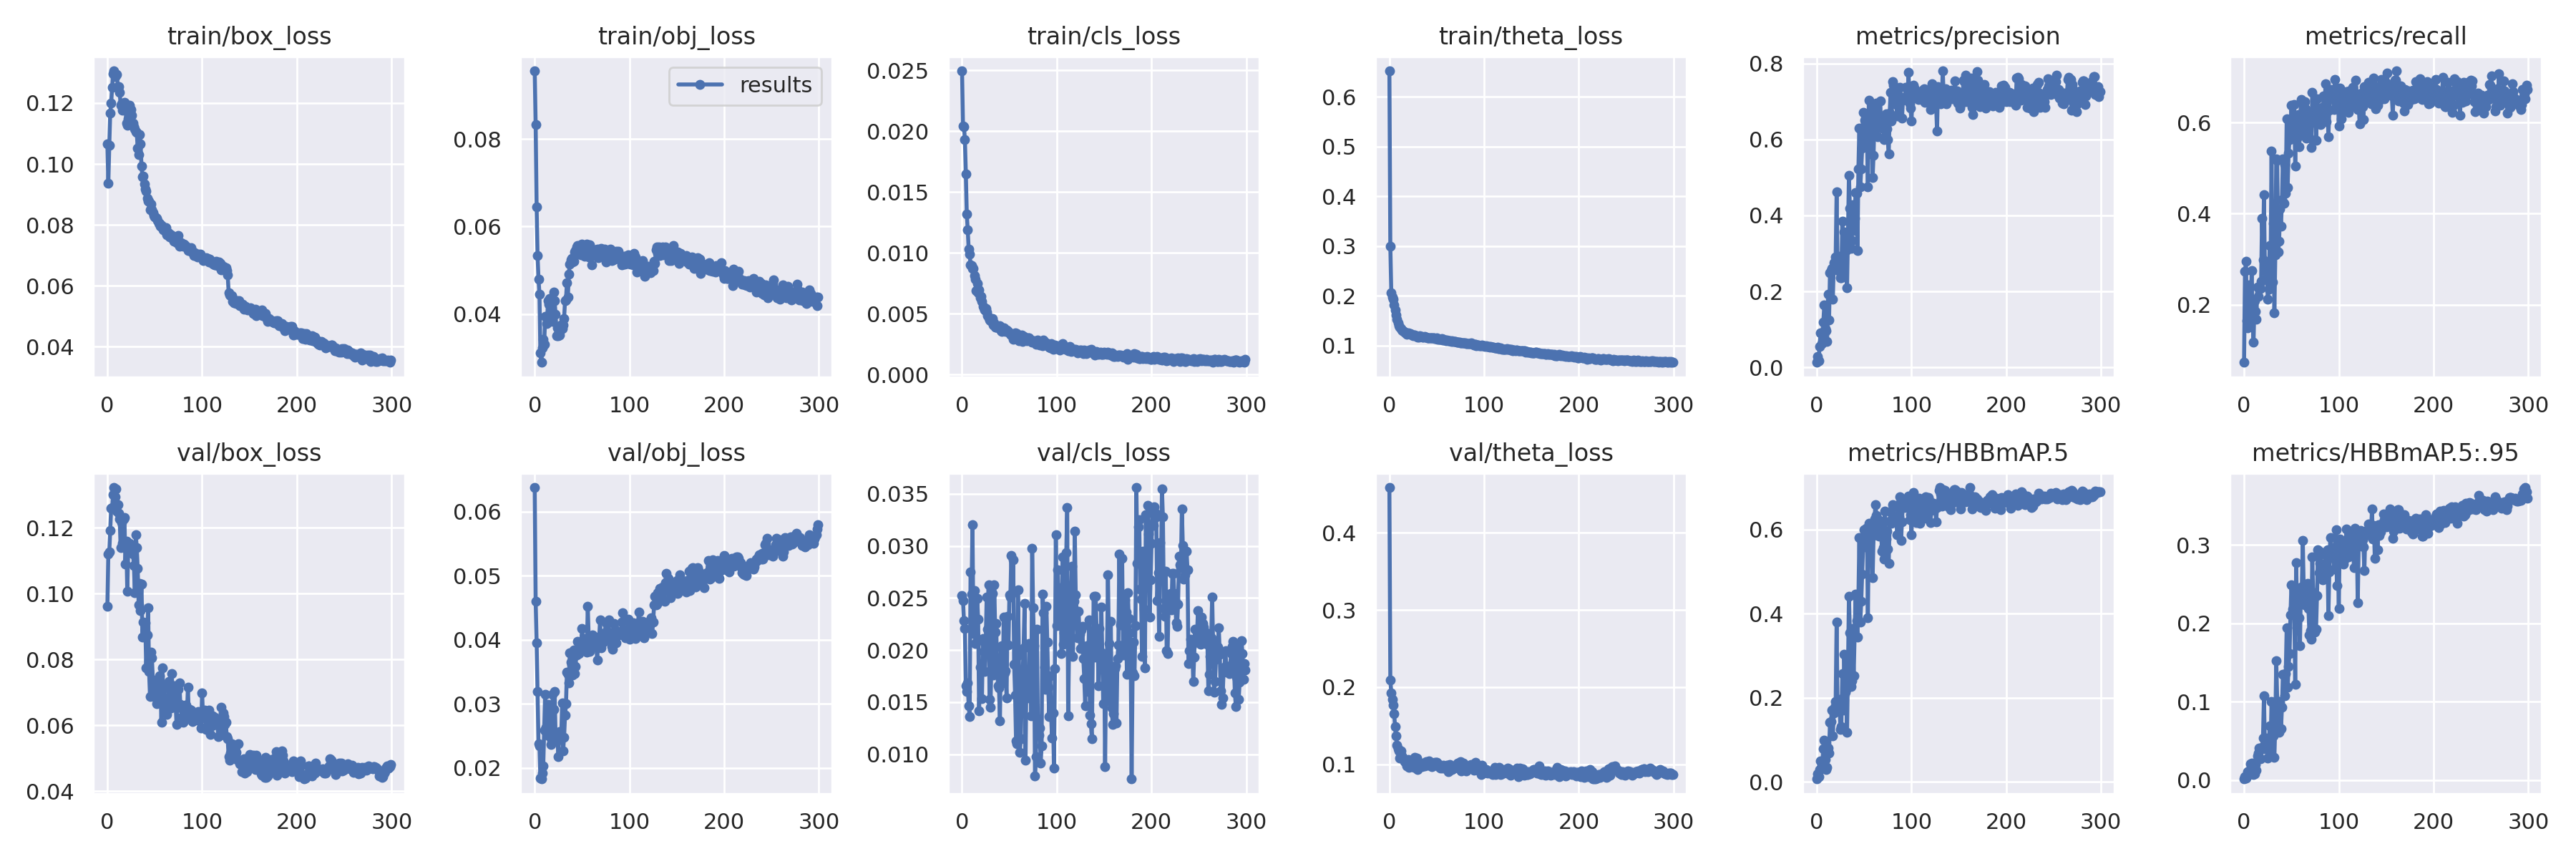 train/box_loss
train/obj_loss
train/cls_loss
train/theta_loss
metrics/precision
metrics/recall
results
0.12
0.10
0.08
0.06
0.04
0 100 200 300
0.08
0.06
0.04
0 100 200 300
0.025
0.020
0.015
0.010
0.005
0.000
0 100 200 300
0.6
0.5
0.4
0.3
0.2
0.1
0 100 200 300
0.8
0.6
0.4
0.2
0.0
0 100 200 300
0.6
0.4
0.2
0 100 200 300
val/box_loss
val/obj_loss
val/cls_loss
val/theta_loss
metrics/HBBmAP.5
metrics/HBBmAP.5:.95
0.12
0.10
0.08
0.06
0.04
0 100 200 300
0.06
0.05
0.04
0.03
0.02
0 100 200 300
0.035
0.030
0.025
0.020
0.015
0.010
0 100 200 300
0.4
0.3
0.2
0.1
0 100 200 300
0.6
0.4
0.2
0.0
0 100 200 300
0.3
0.2
0.1
0.0
0 100 200 300